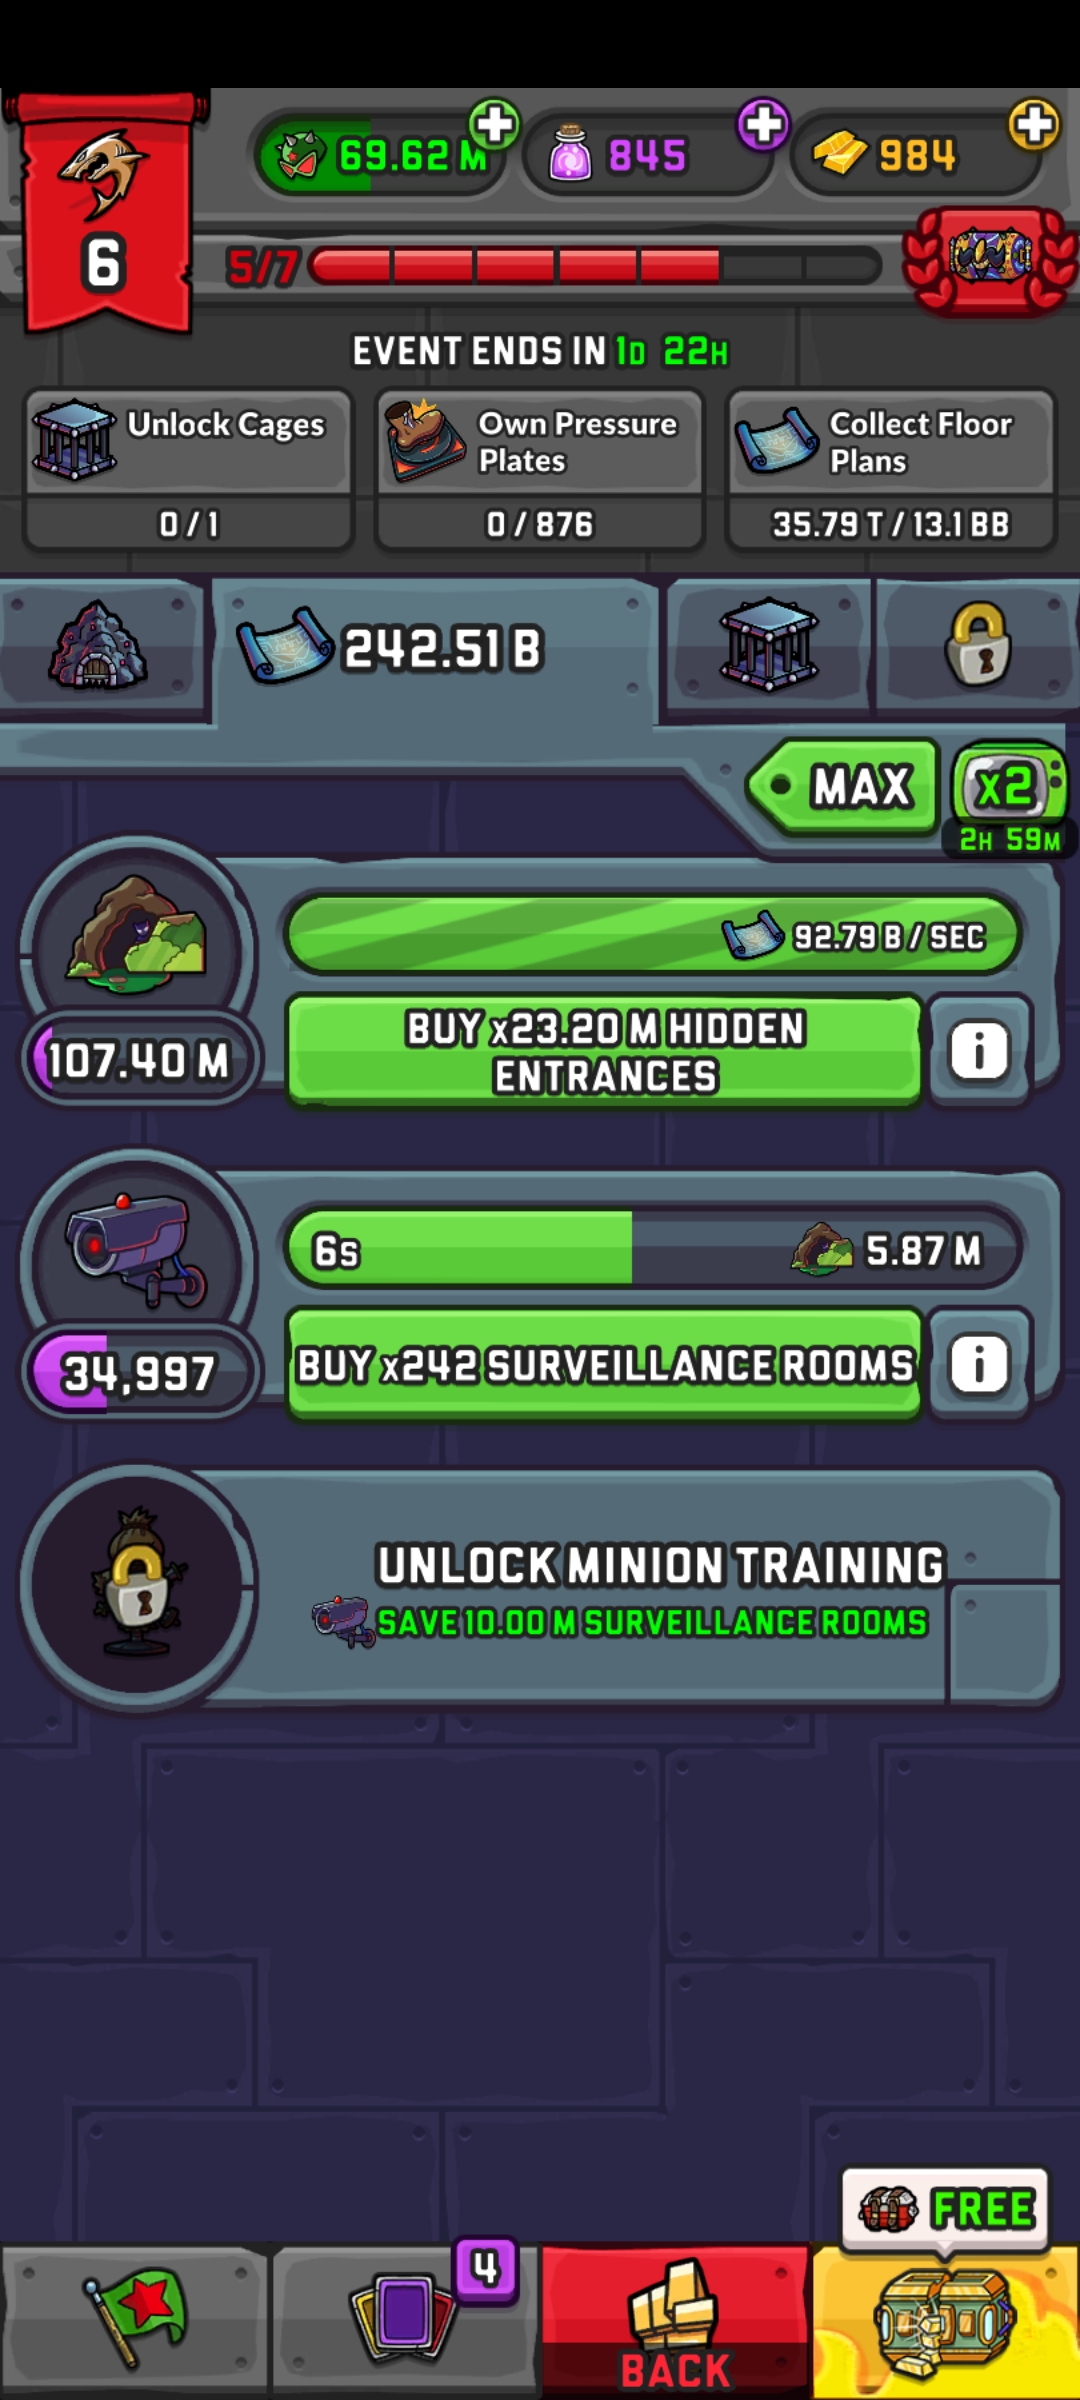 69.62 M
845
984
6
5/7
EVENT ENDS IN 1D 22H
Unlock Cages
0 / 1
Own Pressure
Plates
0 / 876
Collect Floor
Plans
35.79 T / 13.1 BB
242.51 B
MAX
x2
2H 59M
92.79 B / SEC
107.40 M
BUY x23.20 M HIDDEN
ENTRANCES
i
6s
5.87 M
34,997
BUY x242 SURVEILLANCE ROOMS
i
UNLOCK MINION TRAINING
SAVE 10.00 M SURVEILLANCE ROOMS
FREE
4
BACK